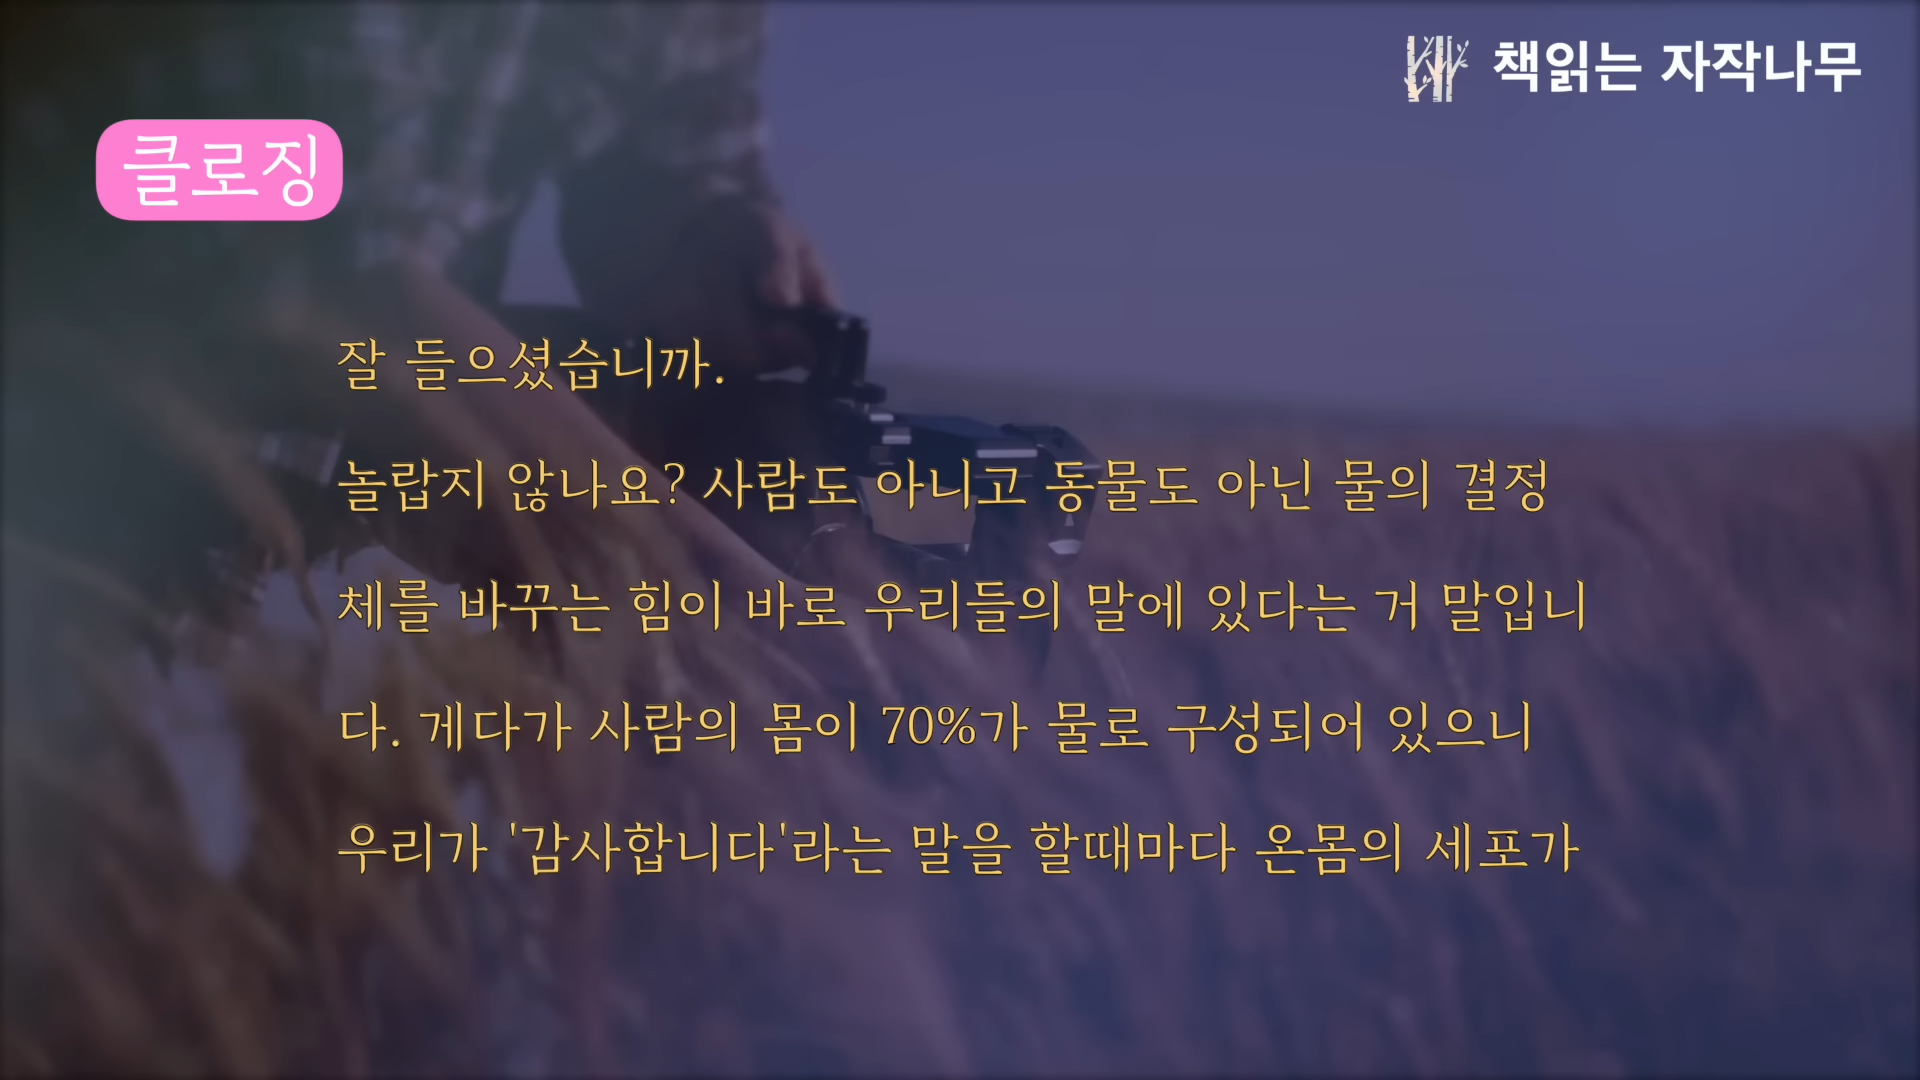 책읽는 자작나무
클로징
잘 들으셨습니까.
놀랍지 않나요? 사람도 아니고 동물도 아닌 물의 결정
체를 바꾸는 힘이 바로 우리들의 말에 있다는 거 말입니
다. 게다가 사람의 몸이 70%가 물로 구성되어 있으니
우리가 '감사합니다'라는 말을 할때마다 온몸의 세포가